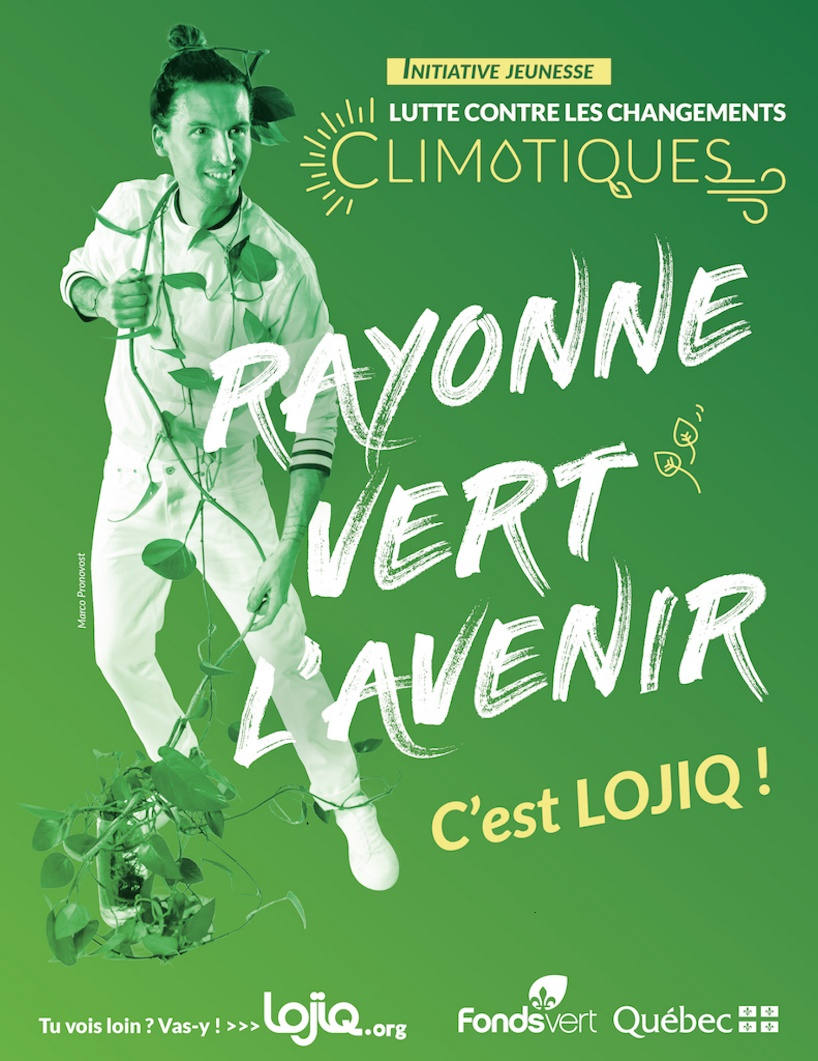 INITIATIVE JEUNESSE
LUTTE CONTRE LES CHANGEMENTS
CLIMATIQUES
RAYONNE
VERT
L'AVENIR
C'est LOJIQ !
Marco Pronovost
Tu vois loin ? Vas-y ! >>> lojiq.org
Fondsvert
Québec